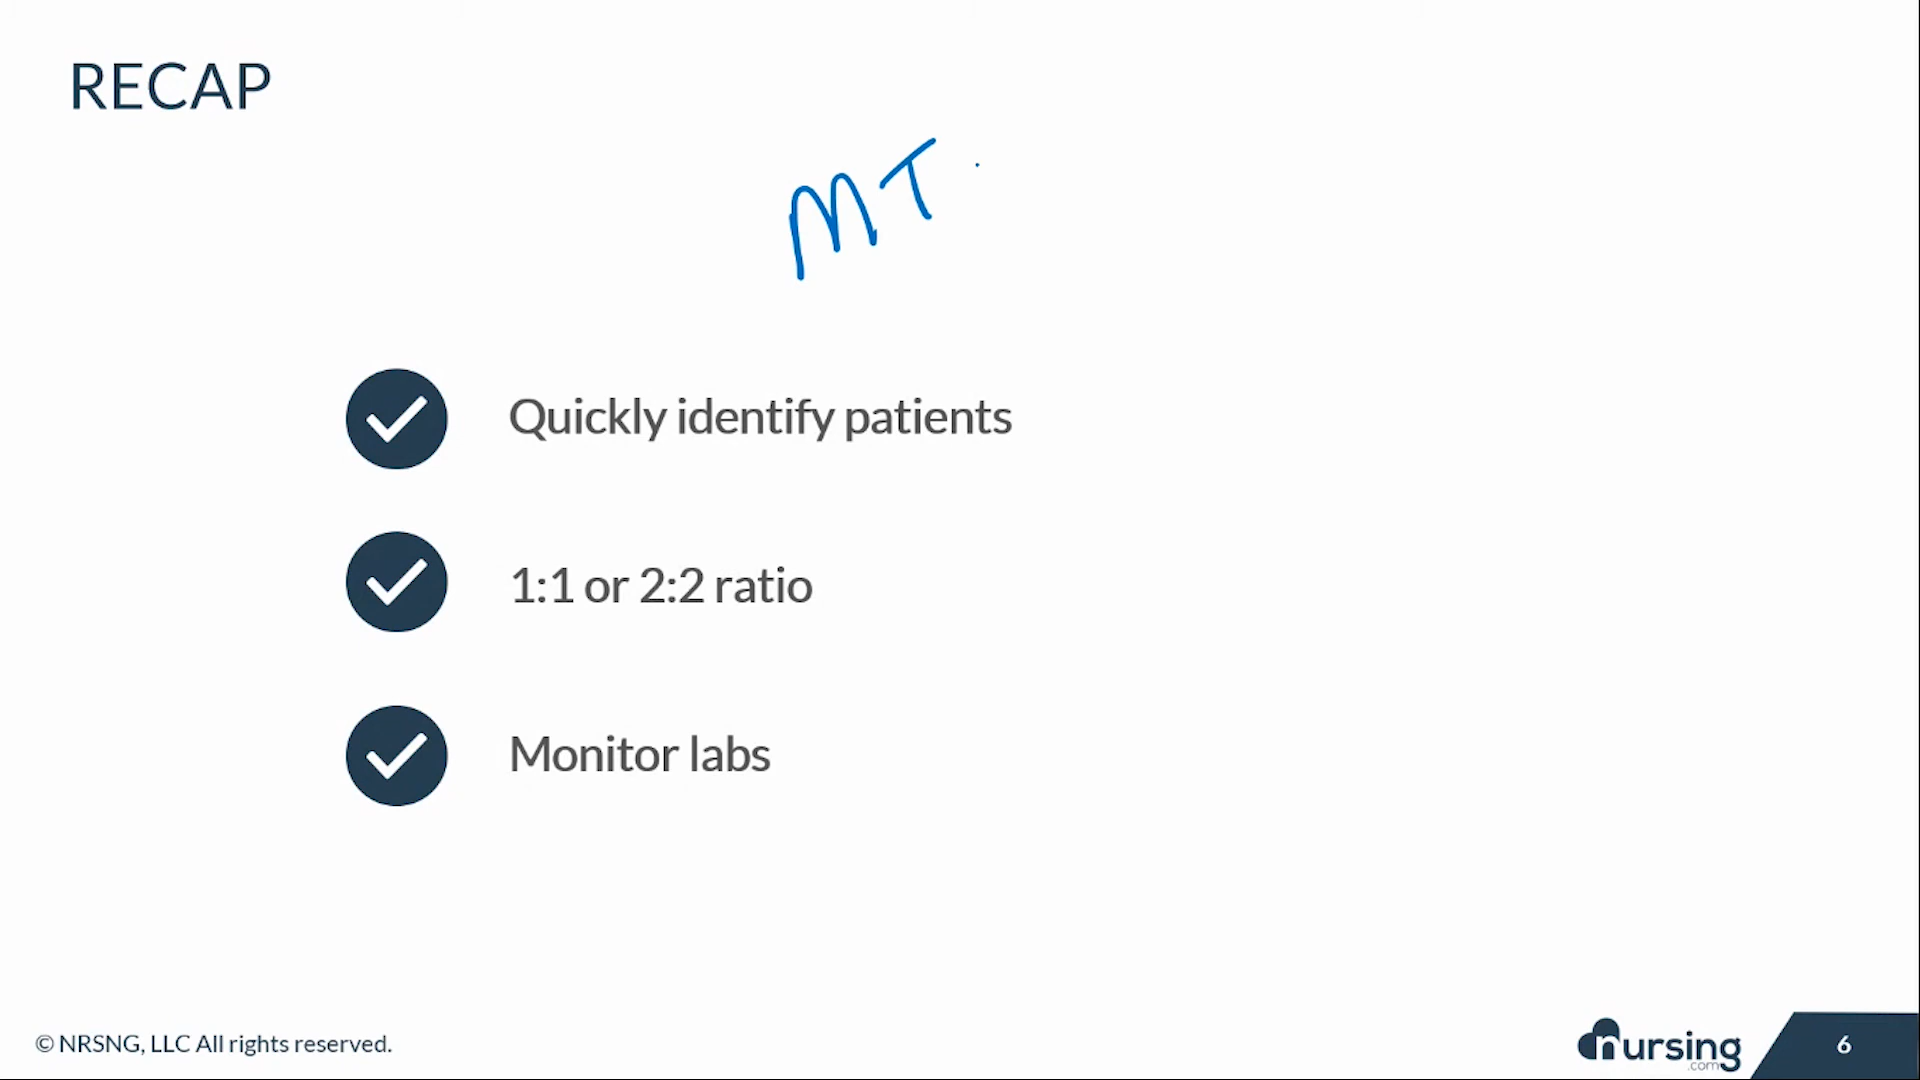 RECAP
MT
Quickly identify patients
1:1 or 2:2 ratio
Monitor labs
© NRSNG, LLC All rights reserved.
nursing
.com
6